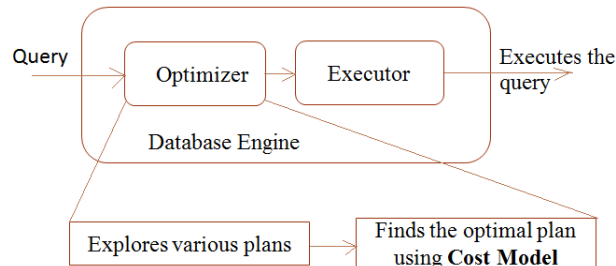 Query
Optimizer
Executor
Executes the
query
Database Engine
Explores various plans
Finds the optimal plan
using Cost Model